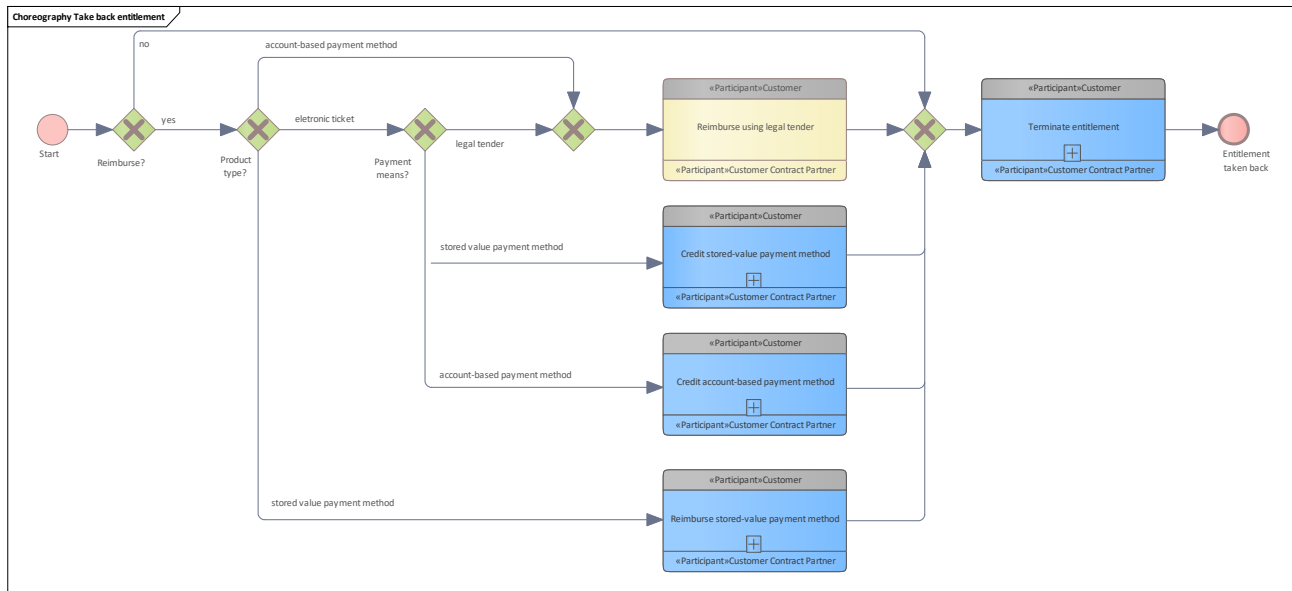 Choreography Take back entitlement
no
account-based payment method
«Participant»Customer
«Participant»Customer
yes
eletronic ticket
Reimburse using legal tender
Terminate entitlement
legal tender
Start
Reimburse?
Product
type?
Payment
means?
«Participant»Customer Contract Partner
«Participant»Customer Contract Partner
Entitlement
taken back
«Participant»Customer
stored value payment method
Credit stored-value payment method
«Participant»Customer Contract Partner
«Participant»Customer
account-based payment method
Credit account-based payment method
«Participant»Customer Contract Partner
«Participant»Customer
stored value payment method
Reimburse stored-value payment method
«Participant»Customer Contract Partner